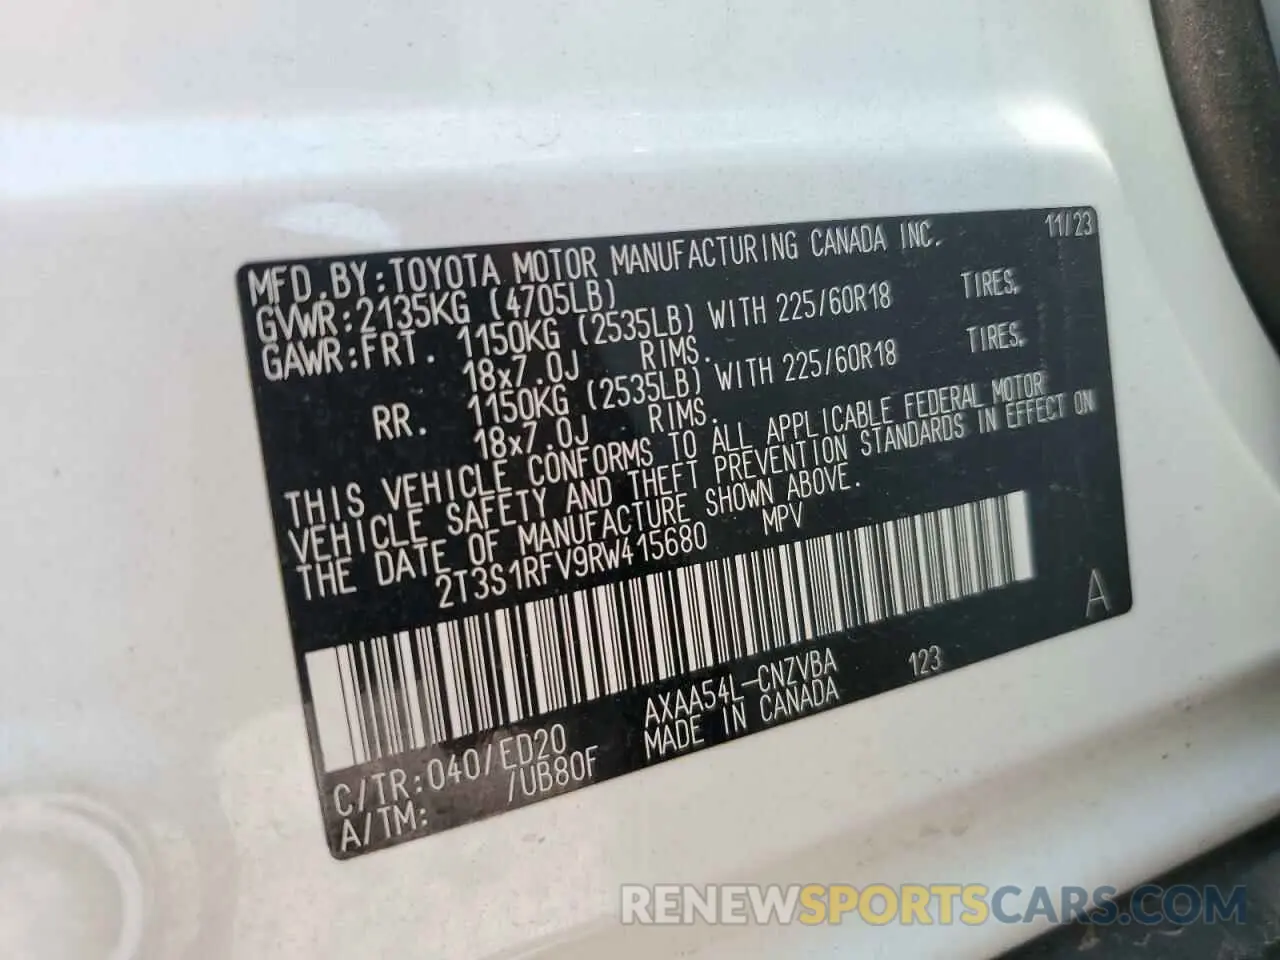 MFD.BY:TOYOTA MOTOR MANUFACTURING CANADA INC. 11/23
GVWR:2135KG (4705LB)
GAWR:FRT. 1150KG (2535LB) WITH 225/60R18 TIRES,
18x7.0J RIMS.
RR. 1150KG (2535LB) WITH 225/60R18 TIRES,
18x7.0J RIMS.
THIS VEHICLE CONFORMS TO ALL APPLICABLE FEDERAL MOTOR
VEHICLE SAFETY AND THEFT PREVENTION STANDARDS IN EFFECT ON
THE DATE OF MANUFACTURE SHOWN ABOVE.
2T3S1RFV9RW415680 MPV
A
C/TR:040/ED20 AXAA54L-CNZVBA 123
A/TM: /UB80F MADE IN CANADA
RENEWSPORTSCARS.COM